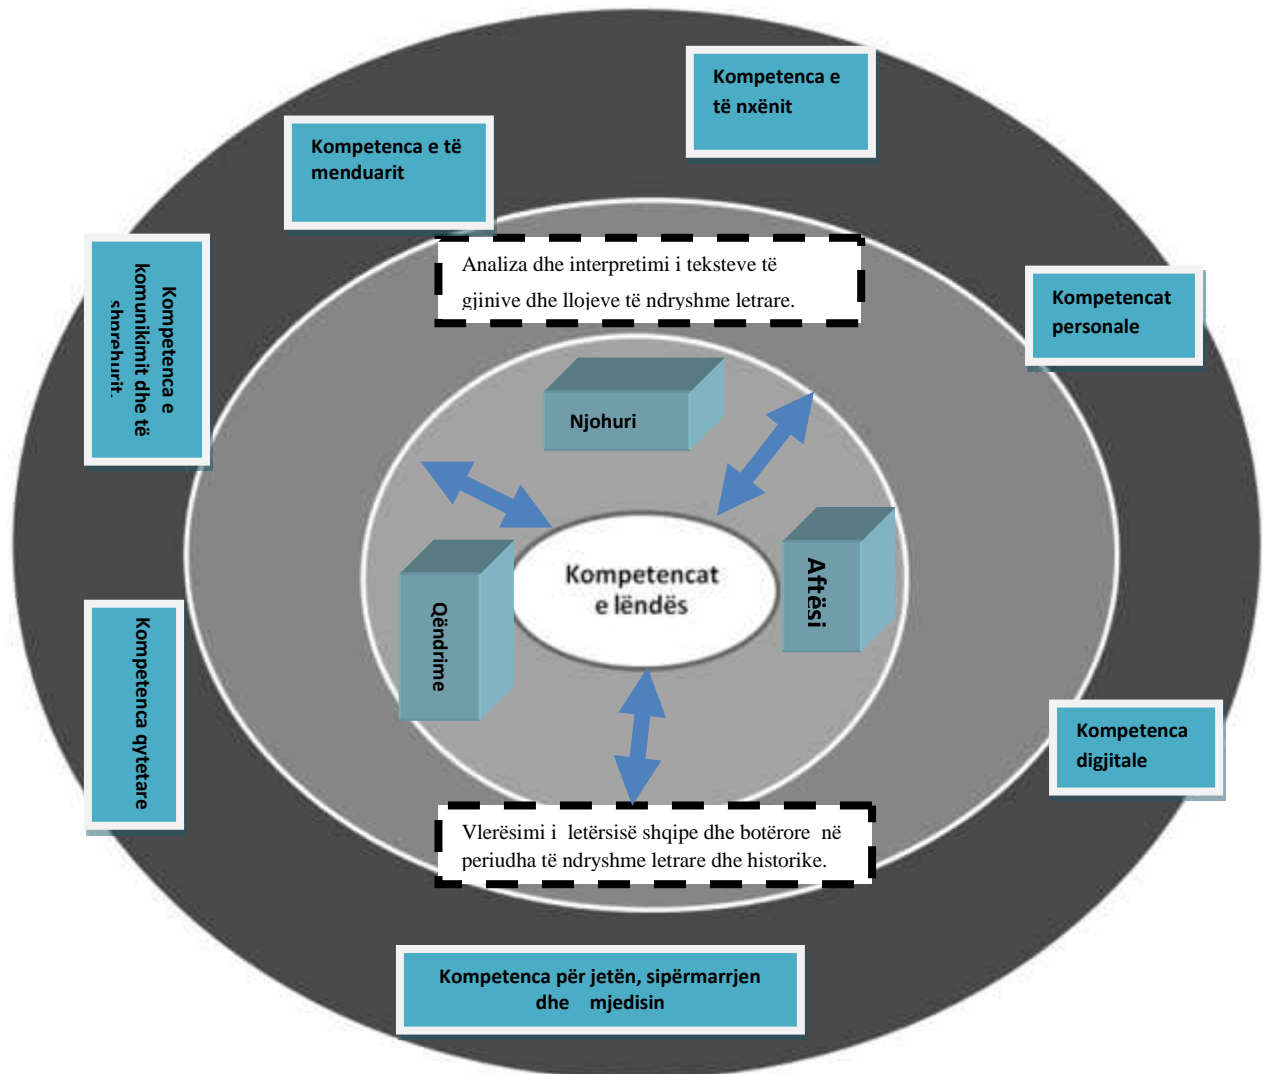 Kompetenca e
të nxënit
Kompetenca e të
menduarit
Kompetenca e
komunikimit dhe të
shprehurit.
Analiza dhe interpretimi i teksteve të
gjinive dhe llojeve të ndryshme letrare.
Kompetencat
personale
Njohuri
Aftësi
Kompetencat
e lëndës
Qëndrime
Kompetenca qytetare
Kompetenca
digjitale
Vlerësimi i letërsisë shqipe dhe botërore në
periudha të ndryshme letrare dhe historike.
Kompetenca për jetën, sipërmarrjen
dhe mjedisin